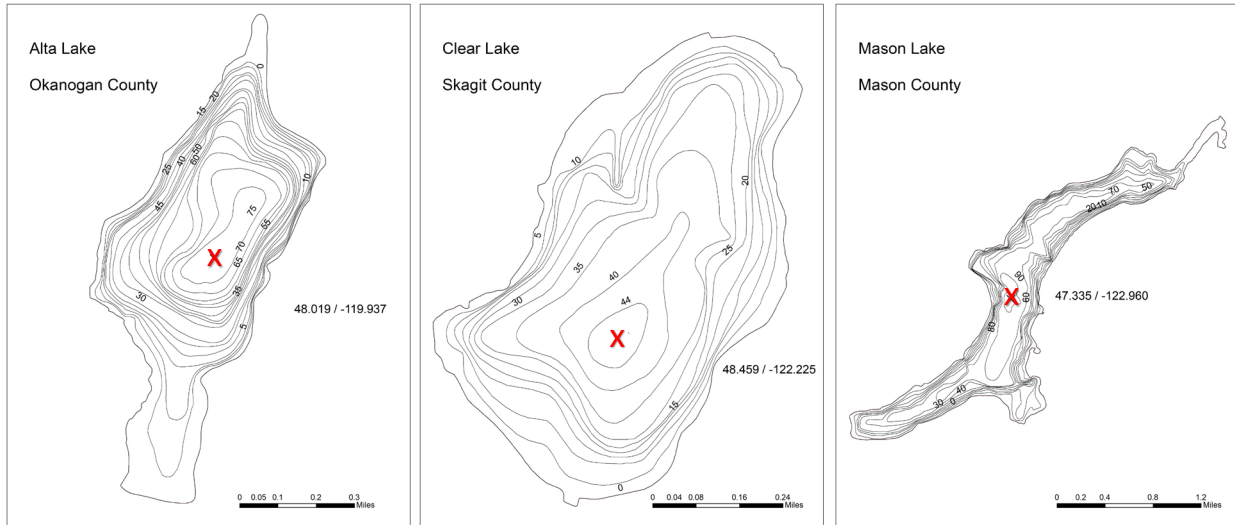 Alta Lake
Okanogan County
0
20
15
50
40
60
25
10
45
75
55
70
65
35
30
5
48.019 / -119.937
0 0.05 0.1 0.2 0.3
Miles
Clear Lake
Skagit County
10
20
5
25
35
40
30
44
48.459 / -122.225
15
0
0 0.04 0.08 0.16 0.24
Miles
Mason Lake
Mason County
70
50
20
10
90
60
47.335 / -122.960
80
40
30
0
0 0.2 0.4 0.8 1.2
Miles